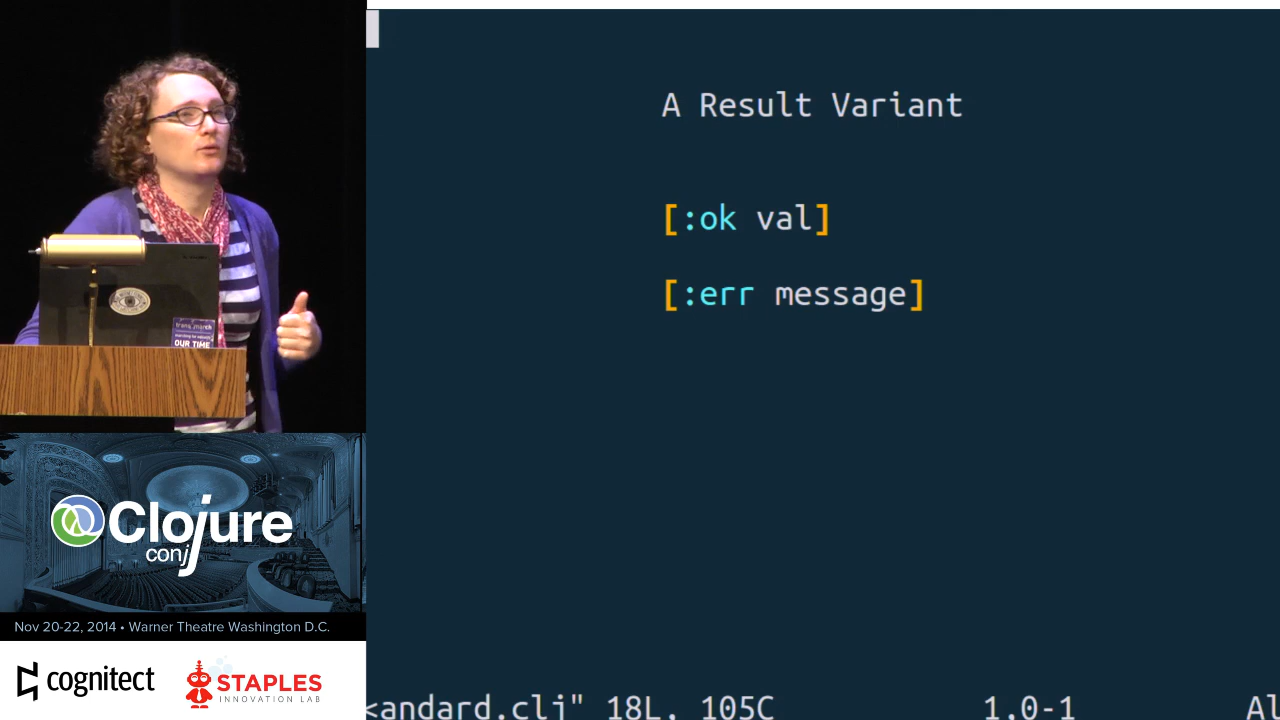 A Result Variant
[:ok val]
[:err message]
<andard.clj" 18L, 105C 1,0-1 Al
OUR TIME
Clojure
conj
Nov 20-22, 2014 • Warner Theatre Washington D.C.
cognitect
STAPLES
INNOVATION LAB